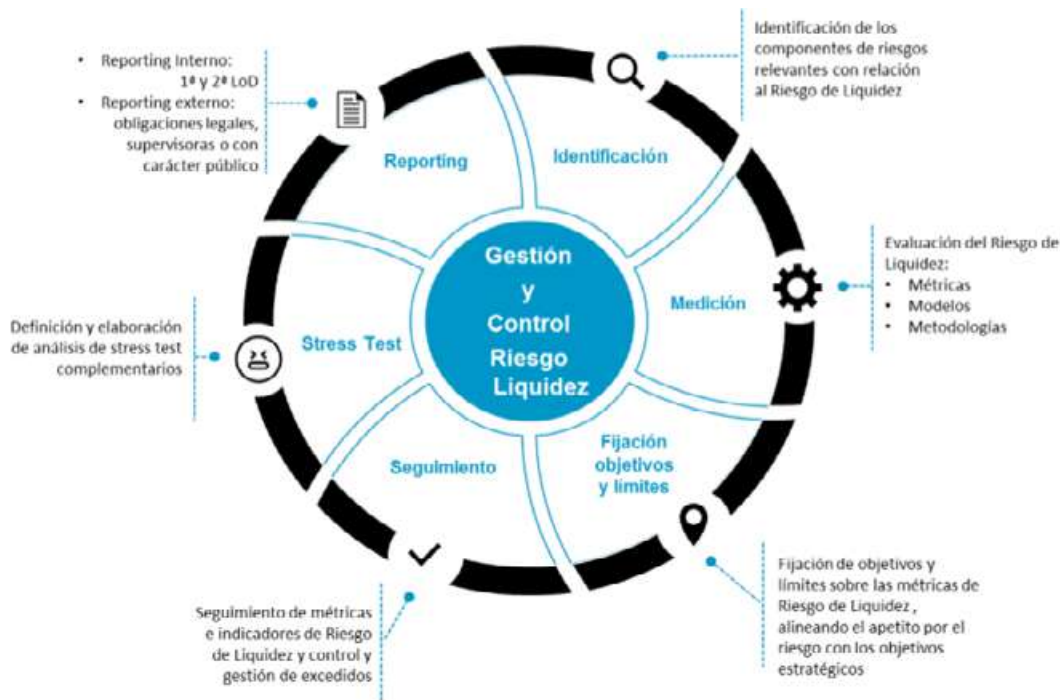 Identificación de los
componentes de riesgos
relevantes con relación
al Riesgo de Liquidez
• Reporting Interno:
1ª y 2ª LoD
• Reporting externo:
obligaciones legales,
supervisoras o con
carácter público
Reporting
Identificación
Evaluación del Riesgo de
Liquidez:
• Métricas
• Modelos
• Metodologías
Gestión
y
Control
Riesgo
Liquidez
Medición
Stress Test
Definición y elaboración
de análisis de stress test
complementarios
Seguimiento
Fijación
objetivos
y límites
Fijación de objetivos y
límites sobre las métricas de
Riesgo de Liquidez ,
alineando el apetito por el
riesgo con los objetivos
estratégicos
Seguimiento de métricas
e indicadores de Riesgo
de Liquidez y control y
gestión de excedidos